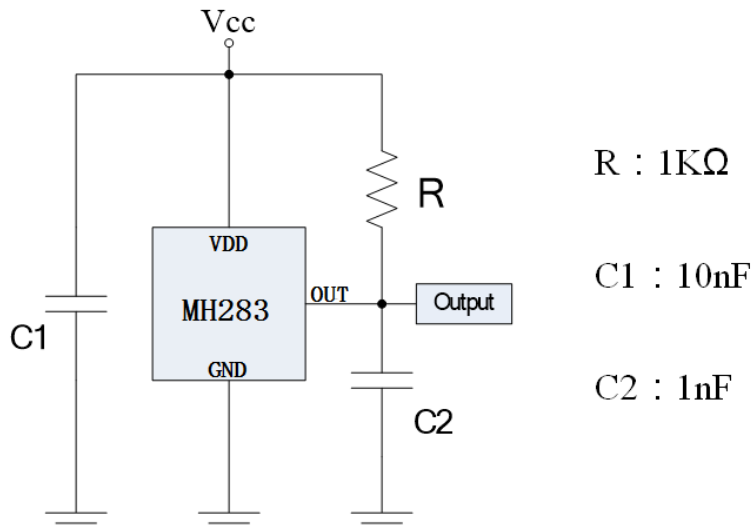 Vcc
R
R：1KΩ
VDD
OUT
Output
MH283
C1
C1：10nF
GND
C2
C2：1nF